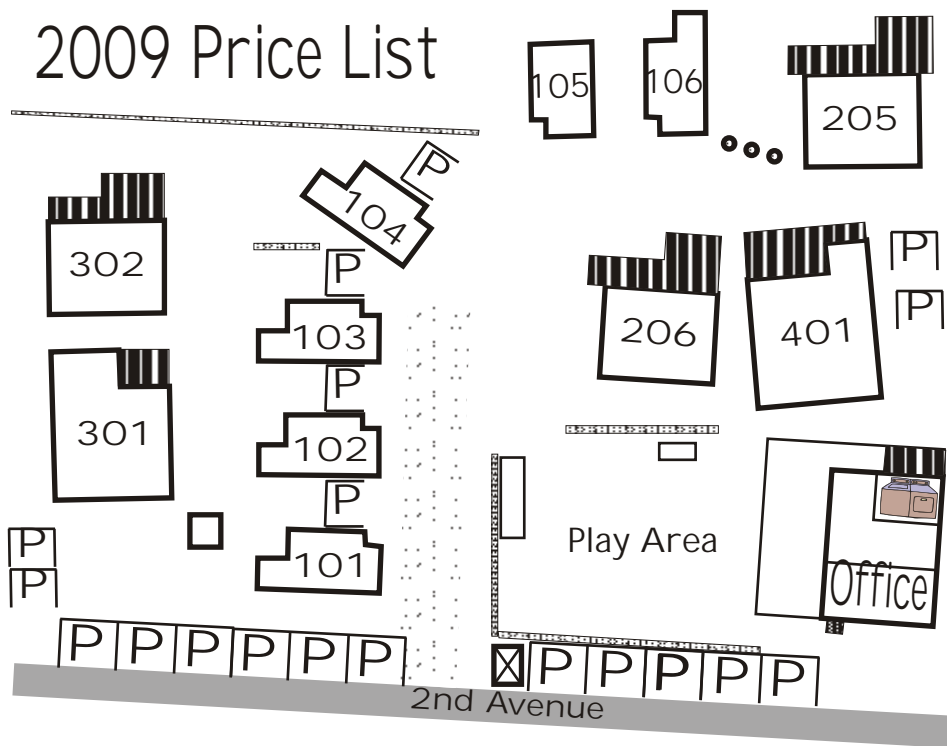 2009 Price List
105
106
205
P
104
302
P
P
206
401
P
103
P
301
102
P
P
Play Area
P
101
Office
P
P P P P P P
P P P P P
2nd Avenue